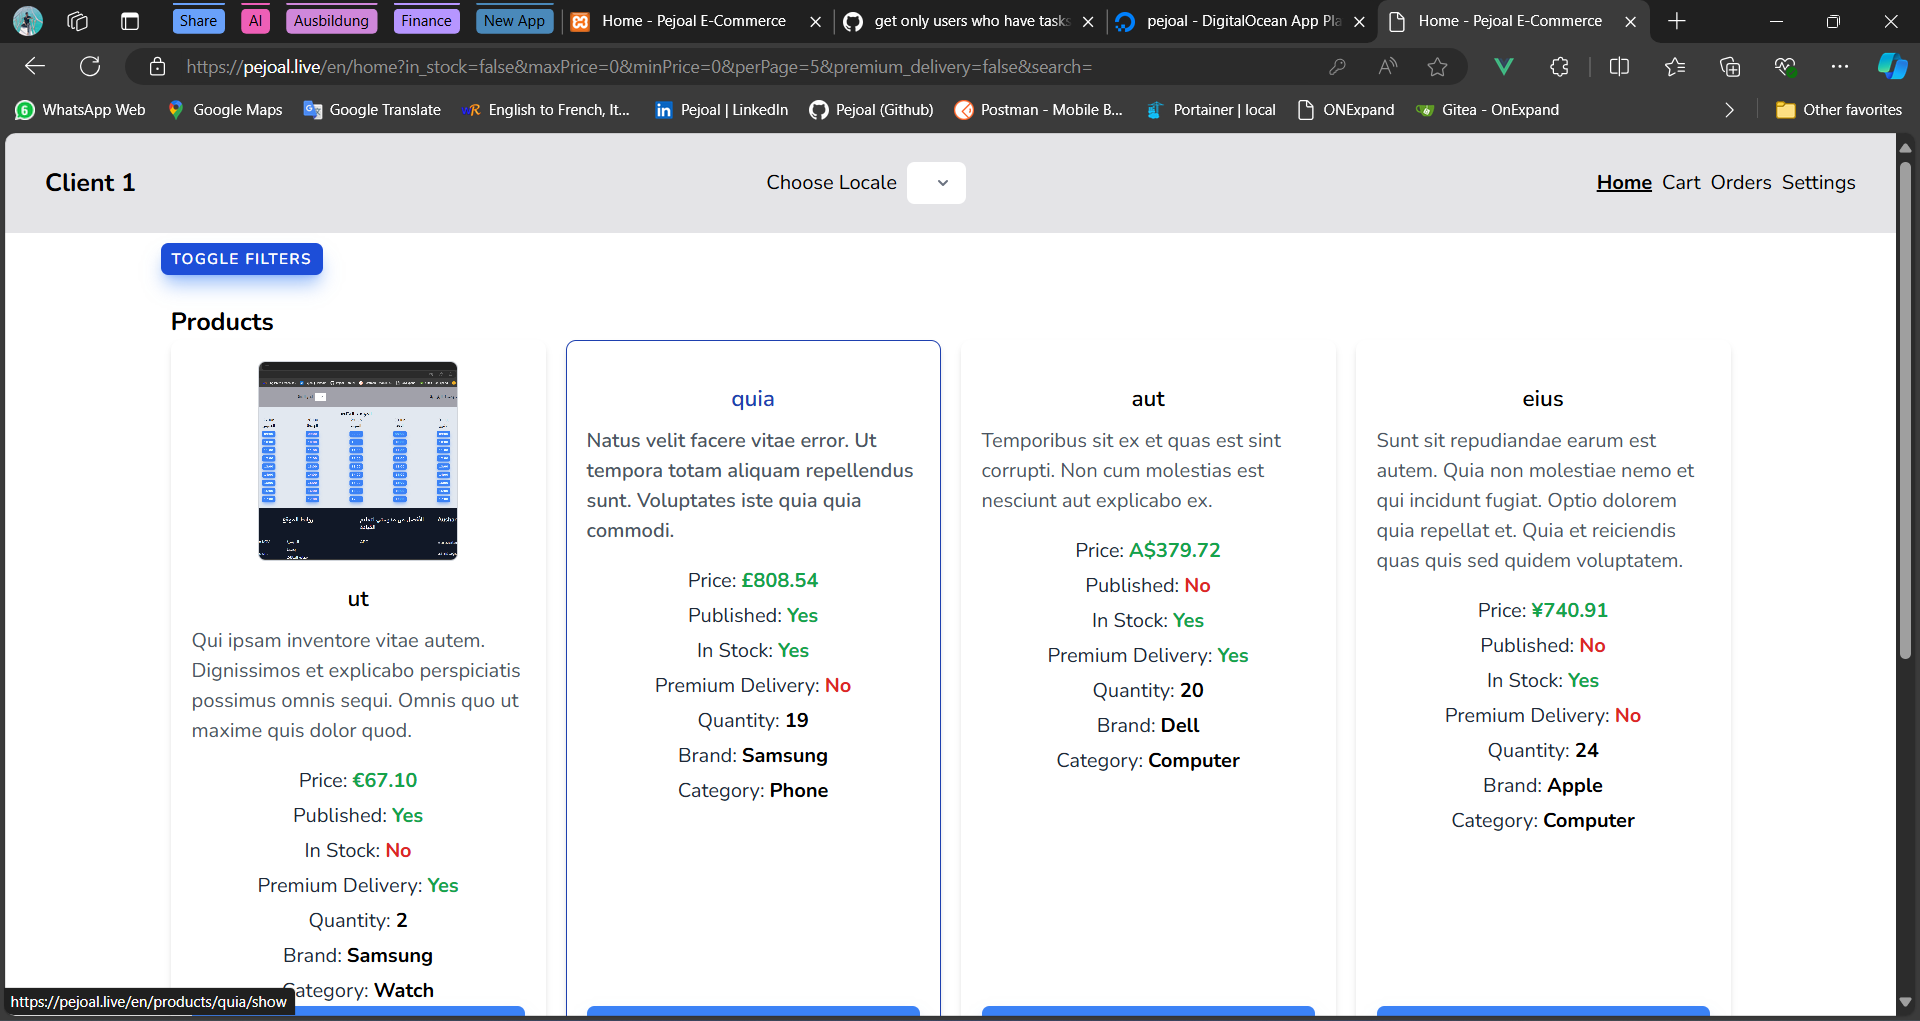 Share
AI
Ausbildung
Finance
New App
Home - Pejoal E-Commerce
get only users who have tasks
pejoal - DigitalOcean App Pla
Home - Pejoal E-Commerce
https://pejoal.live/en/home?in_stock=false&maxPrice=0&minPrice=0&perPage=5&premium_delivery=false&search=
WhatsApp Web
Google Maps
Google Translate
English to French, It...
Pejoal | LinkedIn
Pejoal (Github)
Postman - Mobile B...
Portainer | local
ONExpand
Gitea - OnExpand
Other favorites
Client 1
Choose Locale
Home
Cart
Orders
Settings
TOGGLE FILTERS
Products
ut
Qui ipsam inventore vitae autem.
Dignissimos et explicabo perspiciatis
possimus omnis sequi. Omnis quo ut
maxime quis dolor quod.
Price: €67.10
Published: Yes
In Stock: No
Premium Delivery: Yes
Quantity: 2
Brand: Samsung
Category: Watch
quia
Natus velit facere vitae error. Ut
tempora totam aliquam repellendus
sunt. Voluptates iste quia quia
commodi.
Price: £808.54
Published: Yes
In Stock: Yes
Premium Delivery: No
Quantity: 19
Brand: Samsung
Category: Phone
aut
Temporibus sit ex et quas est sint
corrupti. Non cum molestias est
nesciunt aut explicabo ex.
Price: A$379.72
Published: No
In Stock: Yes
Premium Delivery: Yes
Quantity: 20
Brand: Dell
Category: Computer
eius
Sunt sit repudiandae earum est
autem. Quia non molestiae nemo et
qui incidunt fugiat. Optio dolorem
quia repellat et. Quia et reiciendis
quas quis sed quidem voluptatem.
Price: ¥740.91
Published: No
In Stock: Yes
Premium Delivery: No
Quantity: 24
Brand: Apple
Category: Computer
https://pejoal.live/en/products/quia/show